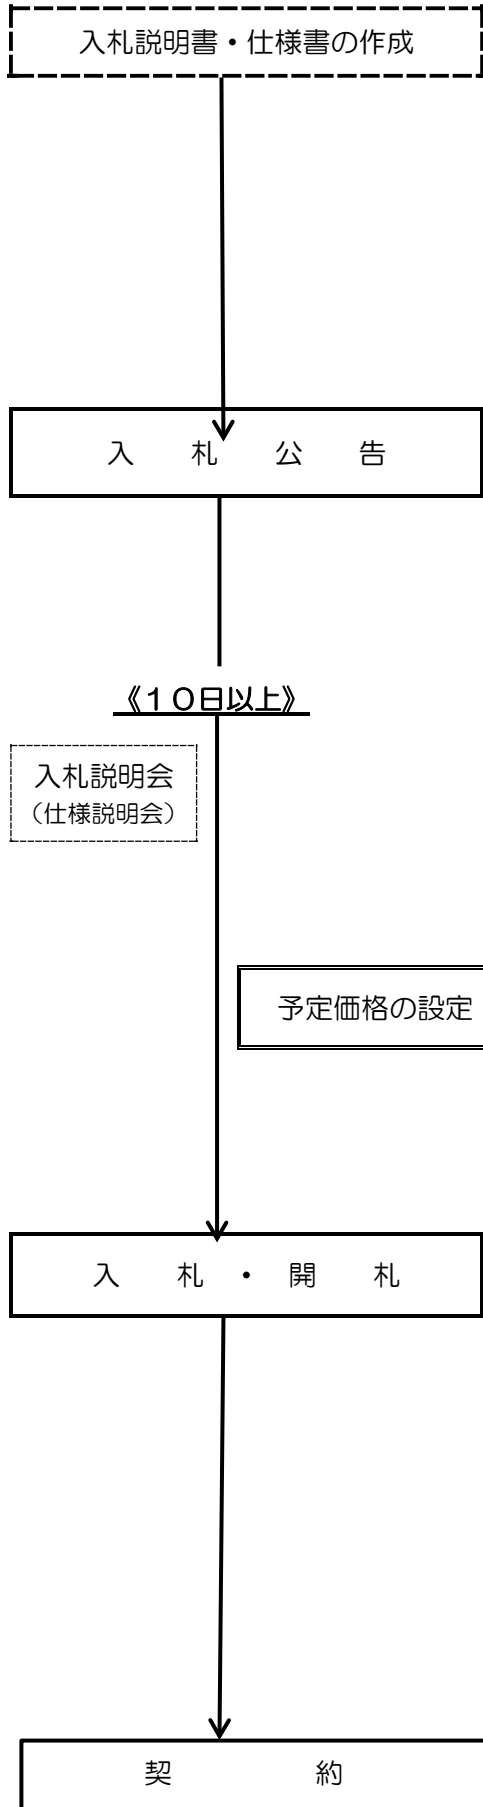 入札説明書・仕様書の作成
入　札　公　告
《１０日以上》
入札説明会
（仕様説明会）
予定価格の設定
入　札　・　開　札
契　　約